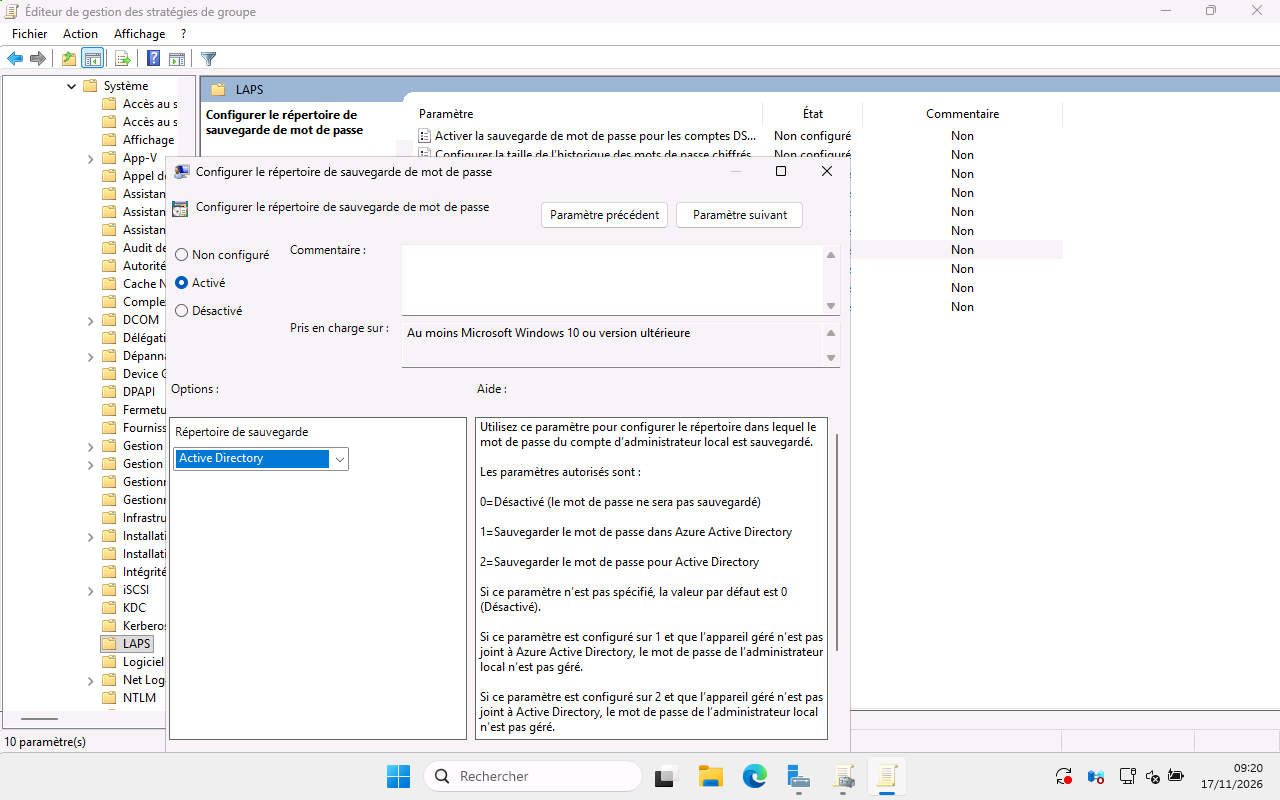 Éditeur de gestion des stratégies de groupe
Fichier Action Affichage ?
Système
Accès au s
Accès au s
Affichage
App-V
Appel de
Assistan
Assistan
Assistan
Audit de
Autorité
Cache N
Comple
DCOM
Délégati
Dépann
Device G
DPAPI
Fermetu
Fourniss
Gestion
Gestion
Gestionn
Gestionn
Infrastru
Installati
Installati
Intégrité
iSCSI
KDC
Kerberos
LAPS
Logiciel
Net Log
NTLM
LAPS
Configurer le répertoire de
sauvegarde de mot de passe
Paramètre État Commentaire
Activer la sauvegarde de mot de passe pour les comptes DS... Non configuré Non
Configurer la taille de l'historique des mots de passe chiffrés Non configuré Non
Non
Non
Non
Non
Non
Non
Non
Non
Configurer le répertoire de sauvegarde de mot de passe
Configurer le répertoire de sauvegarde de mot de passe
Paramètre précédent Paramètre suivant
Non configuré
Activé
Désactivé
Commentaire :
Pris en charge sur :
Au moins Microsoft Windows 10 ou version ultérieure
Options :
Aide :
Répertoire de sauvegarde
Active Directory
Utilisez ce paramètre pour configurer le répertoire dans lequel le
mot de passe du compte d'administrateur local est sauvegardé.
Les paramètres autorisés sont :
0=Désactivé (le mot de passe ne sera pas sauvegardé)
1=Sauvegarder le mot de passe dans Azure Active Directory
2=Sauvegarder le mot de passe pour Active Directory
Si ce paramètre n'est pas spécifié, la valeur par défaut est 0
(Désactivé).
Si ce paramètre est configuré sur 1 et que l'appareil géré n'est pas
joint à Azure Active Directory, le mot de passe de l'administrateur
local n'est pas géré.
Si ce paramètre est configuré sur 2 et que l'appareil géré n'est pas
joint à Active Directory, le mot de passe de l'administrateur local
n'est pas géré.
10 paramètre(s)
Rechercher
09:20
17/11/2026